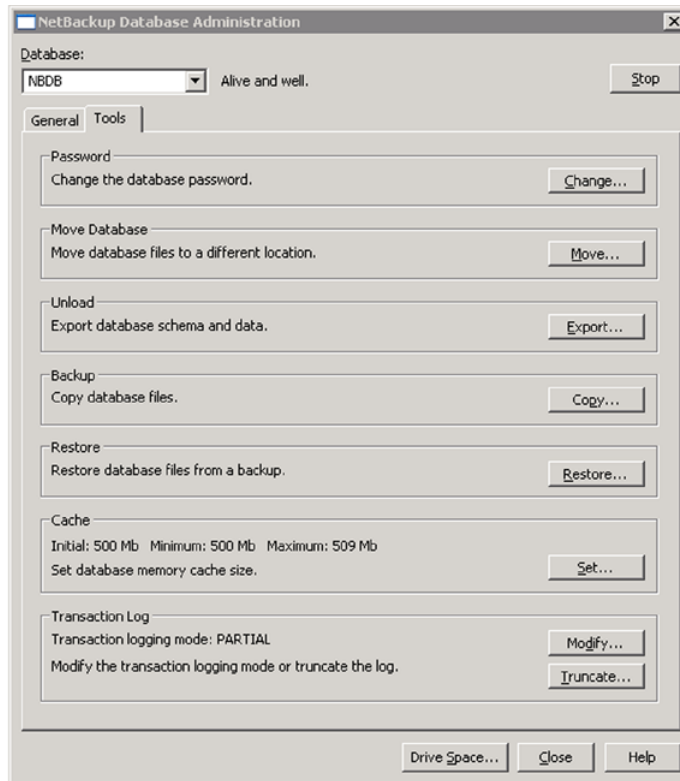 NetBackup Database Administration
Database:
NBDB
Alive and well.
Stop
General
Tools
Password
Change the database password.
Change...
Move Database
Move database files to a different location.
Move...
Unload
Export database schema and data.
Export...
Backup
Copy database files.
Copy...
Restore
Restore database files from a backup.
Restore...
Cache
Initial: 500 Mb Minimum: 500 Mb Maximum: 509 Mb
Set database memory cache size.
Set...
Transaction Log
Transaction logging mode: PARTIAL
Modify...
Modify the transaction logging mode or truncate the log.
Truncate...
Drive Space...
Close
Help